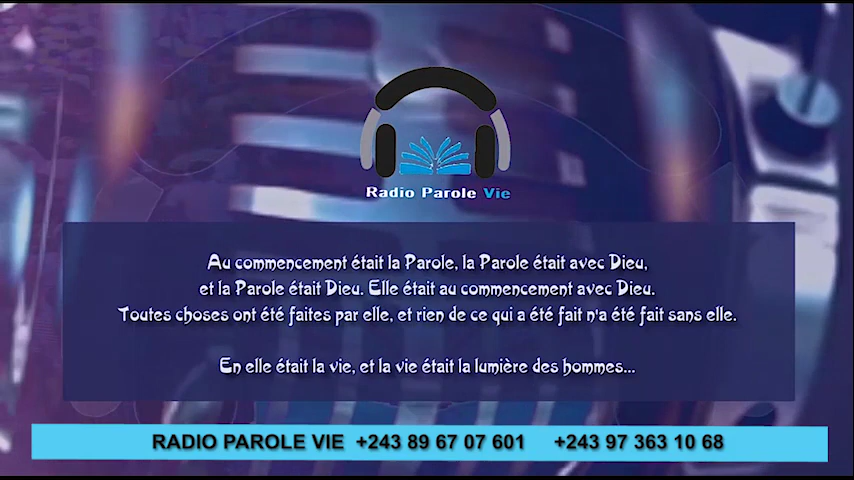 Radio Parole Vie
Au commencement était la Parole, la Parole était avec Dieu,
et la Parole était Dieu. Elle était au commencement avec Dieu.
Toutes choses ont été faites par elle, et rien de ce qui a été fait n'a été fait sans elle.
En elle était la vie, et la vie était la lumière des hommes...
RADIO PAROLE VIE +243 89 67 07 601 +243 97 363 10 68